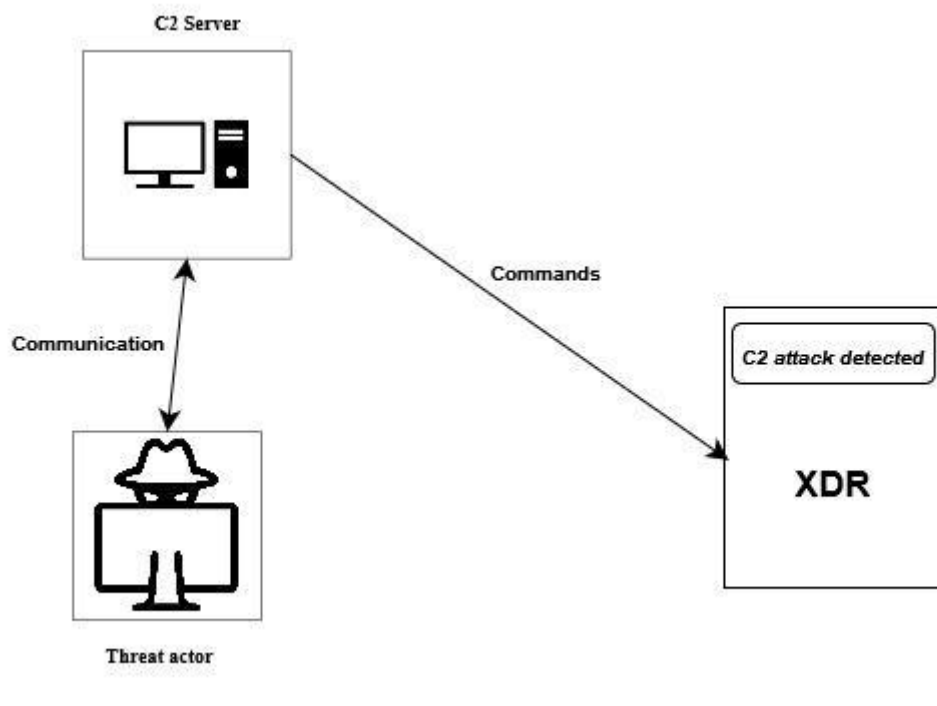 C2 Server
Commands
Communication
C2 attack detected
XDR
Threat actor